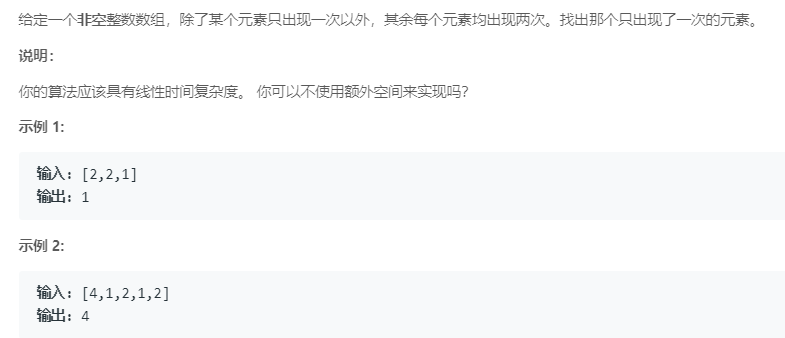 给定一个非空整数数组，除了某个元素只出现一次以外，其余每个元素均出现两次。找出那个只出现了一次的元素。
说明：
你的算法应该具有线性时间复杂度。 你可以不使用额外空间来实现吗？
示例 1:
输入: [2,2,1]
输出: 1
示例 2:
输入: [4,1,2,1,2]
输出: 4